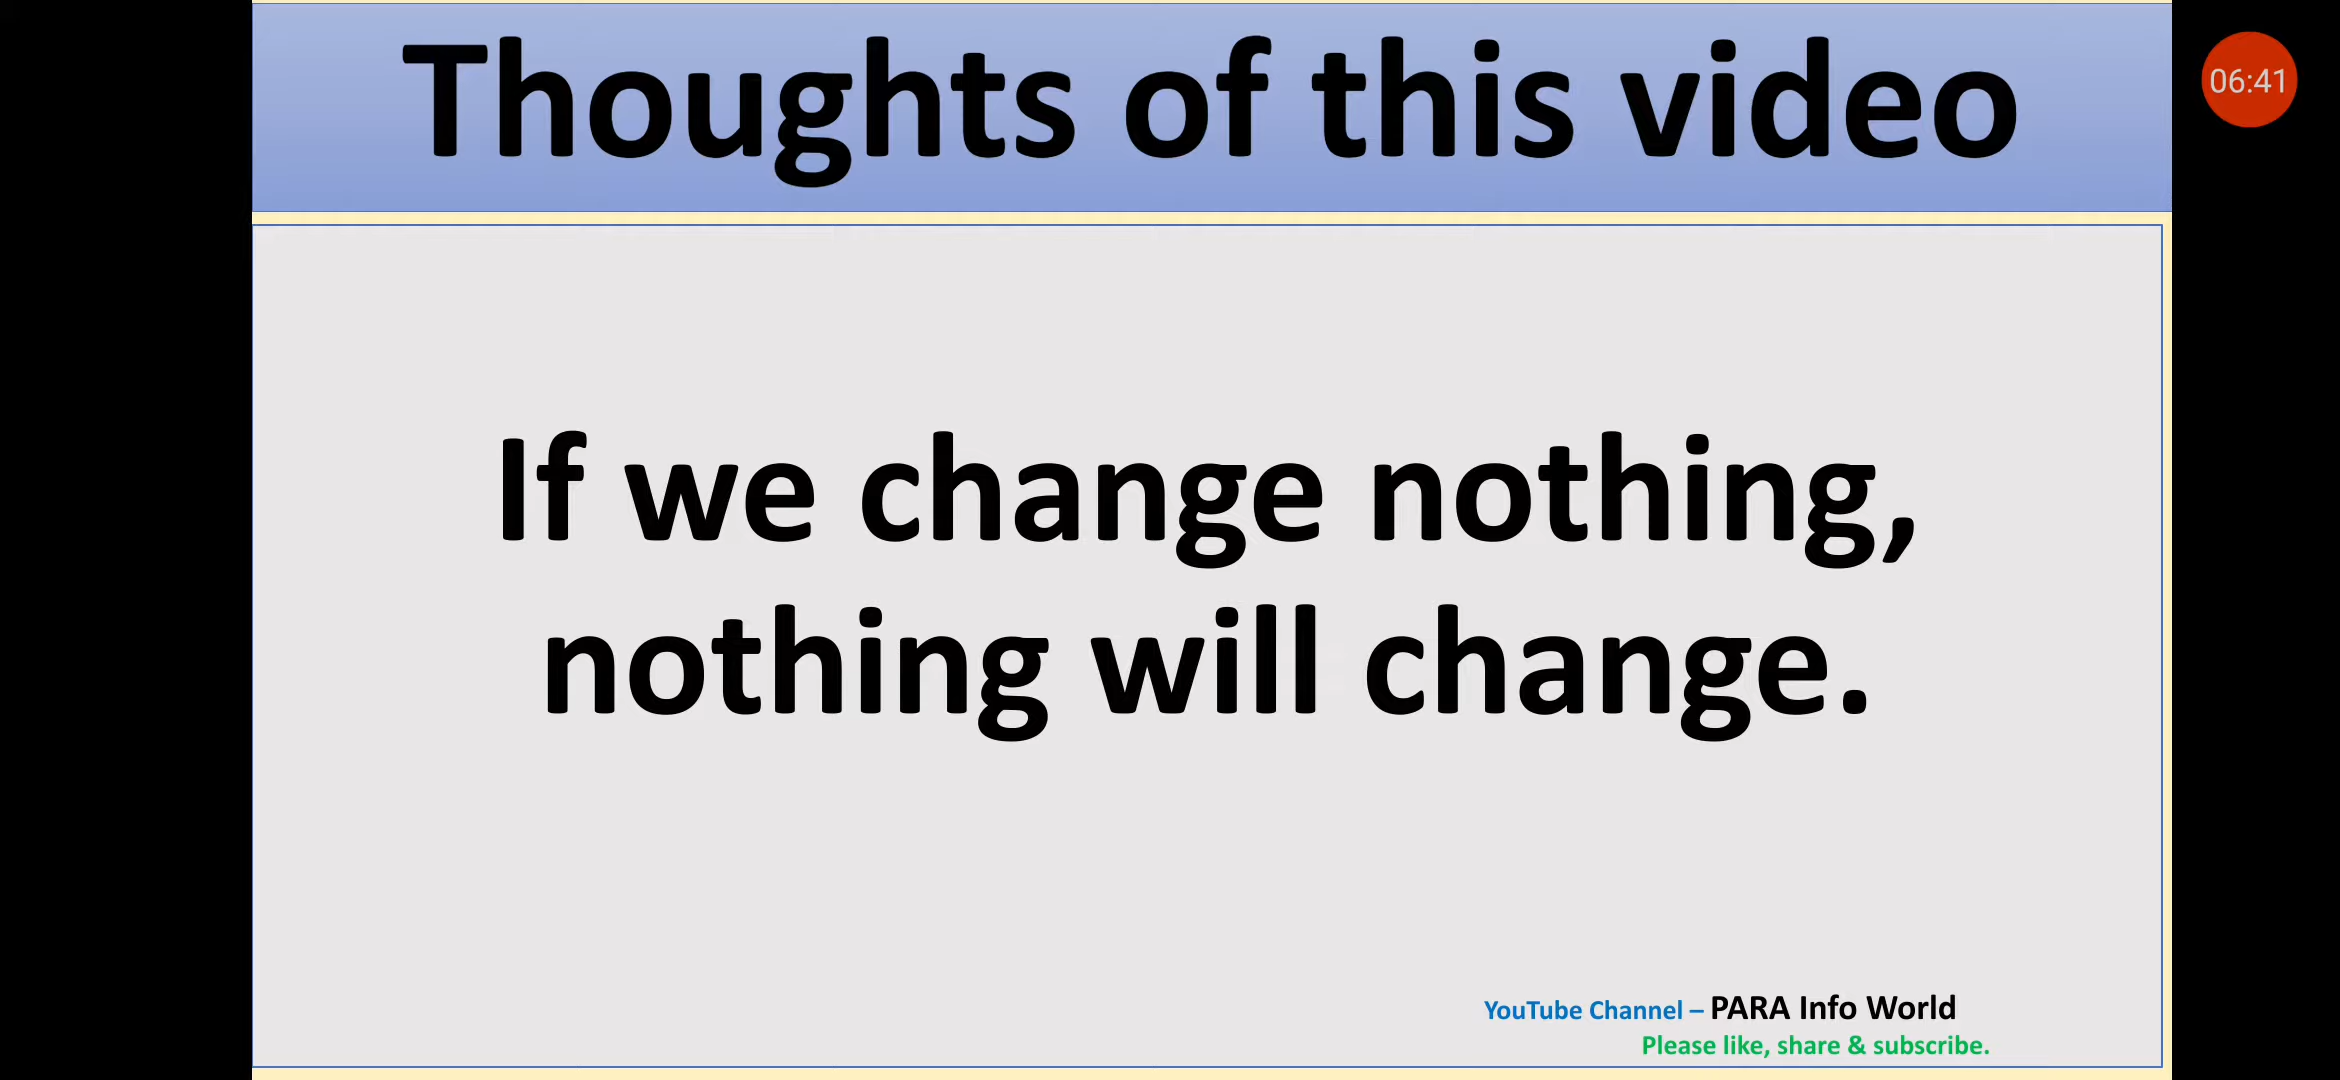 Thoughts of this video
06:41
If we change nothing,
nothing will change.
YouTube Channel – PARA Info World
Please like, share & subscribe.